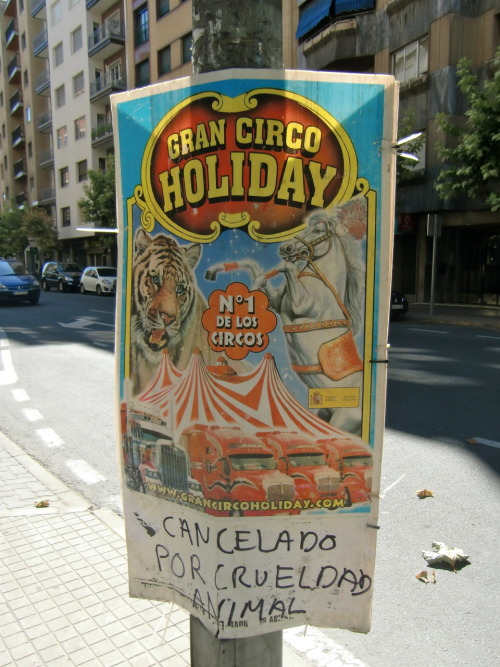 GRAN CIRCO
HOLIDAY
Nº1
DE LOS
CIRCOS
WWW.GRANCIRCOHOLIDAY.COM
CANCELADO
POR CRUELDAD
ANIMAL